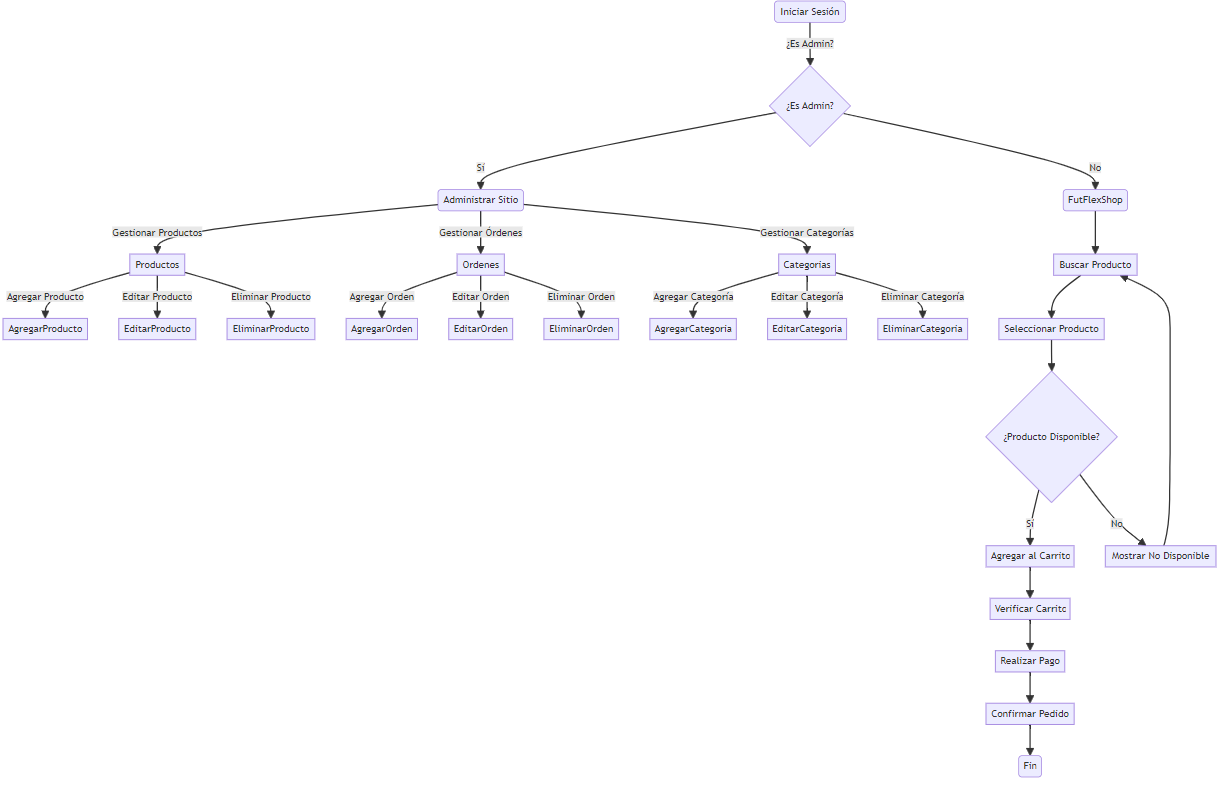 Iniciar Sesión
¿Es Admin?
¿Es Admin?
Sí
No
Administrar Sitio
FutFlexShop
Gestionar Productos
Gestionar Órdenes
Gestionar Categorías
Productos
Ordenes
Categorias
Buscar Producto
Agregar Producto
Editar Producto
Eliminar Producto
Agregar Orden
Editar Orden
Eliminar Orden
Agregar Categoría
Editar Categoría
Eliminar Categoría
AgregarProducto
EditarProducto
EliminarProducto
AgregarOrden
EditarOrden
EliminarOrden
AgregarCategoria
EditarCategoria
EliminarCategoria
Seleccionar Producto
¿Producto Disponible?
Sí
No
Agregar al Carrito
Mostrar No Disponible
Verificar Carrito
Realizar Pago
Confirmar Pedido
Fin